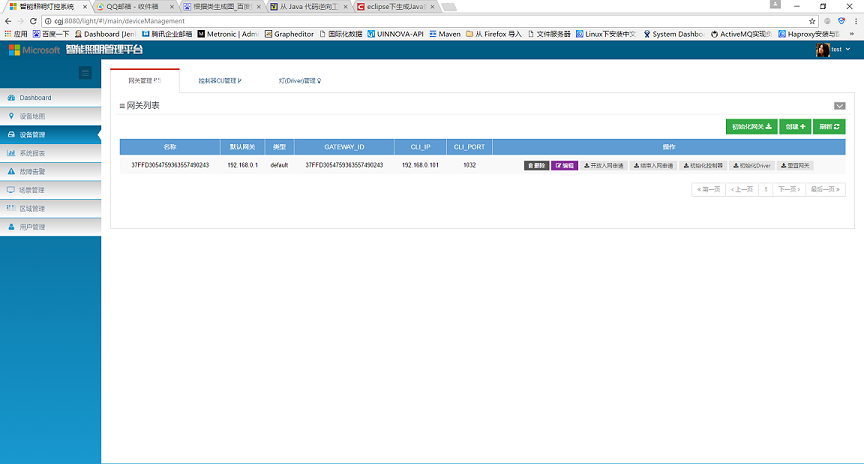 智能照明灯控系统
QQ邮箱 - 收件箱
根据类生成图_百度
从 Java 代码逆向工
eclipse下生成Java
cgj:8080/light/#!/main/deviceManagement
应用 百度一下 Dashboard [Jen 腾讯企业邮箱 Metronic | Admi Grapheditor 国际化数据 UINNOVA-API Maven 从 Firefox 导入 文件服务器 Linux下安装中文 System Dashbo ActiveMQ实现负 Haproxy安装与配
Microsoft 智能照明管理平台 test
Dashboard
设备地图
设备管理
系统报表
故障告警
场景管理
区域管理
用户管理
网关管理 控制器CU管理 灯(Driver)管理
网关列表
初始化网关 创建 刷新
名称 默认网关 类型 GATEWAY_ID CLI_IP CLI_PORT 操作
37FFD3054759363557490243 192.168.0.1 default 37FFD3054759363557490243 192.168.0.101 1032 删除 编辑 开放入网申请 结束入网申请 初始化控制器 初始化Driver 重置网关
« 第一页 ‹ 上一页 1 下一页 › 最后一页 »